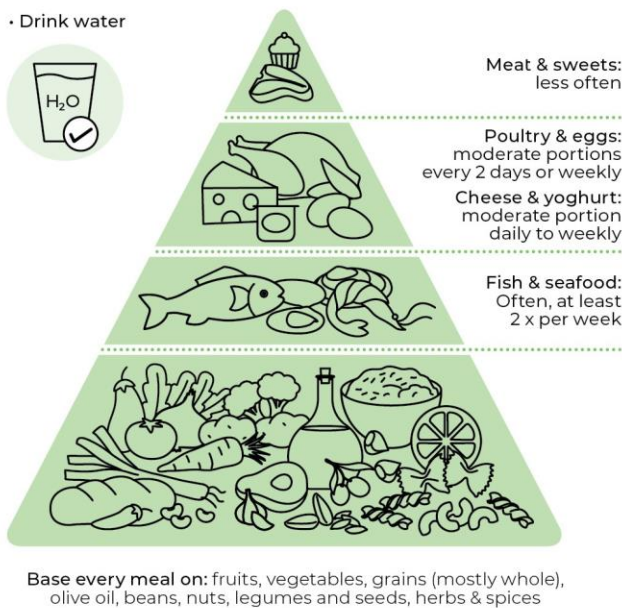 • Drink water
H₂O
Meat & sweets:
less often
Poultry & eggs:
moderate portions
every 2 days or weekly
Cheese & yoghurt:
moderate portion
daily to weekly
Fish & seafood:
Often, at least
2 x per week
Base every meal on: fruits, vegetables, grains (mostly whole),
olive oil, beans, nuts, legumes and seeds, herbs & spices